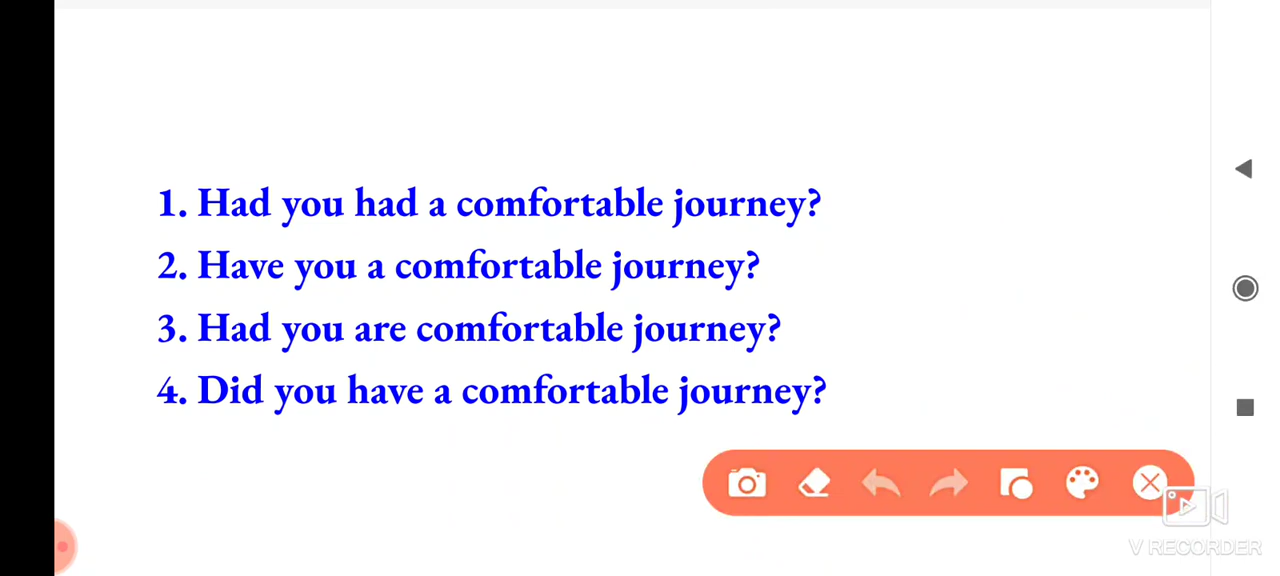 1. Had you had a comfortable journey?
2. Have you a comfortable journey?
3. Had you are comfortable journey?
4. Did you have a comfortable journey?
V RECORDER